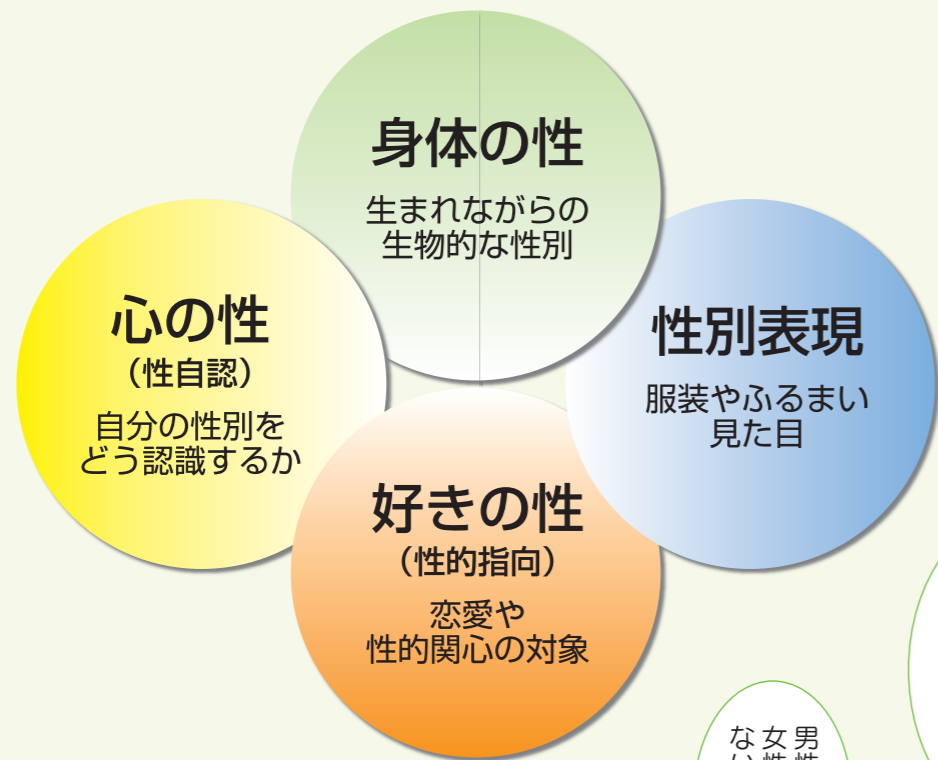 身体の性
生まれながらの
生物的な性別
心の性
（性自認）
自分の性別を
どう認識するか
性別表現
服装やふるまい
見た目
好きの性
（性的指向）
恋愛や
性的関心の対象
男性
女性
な